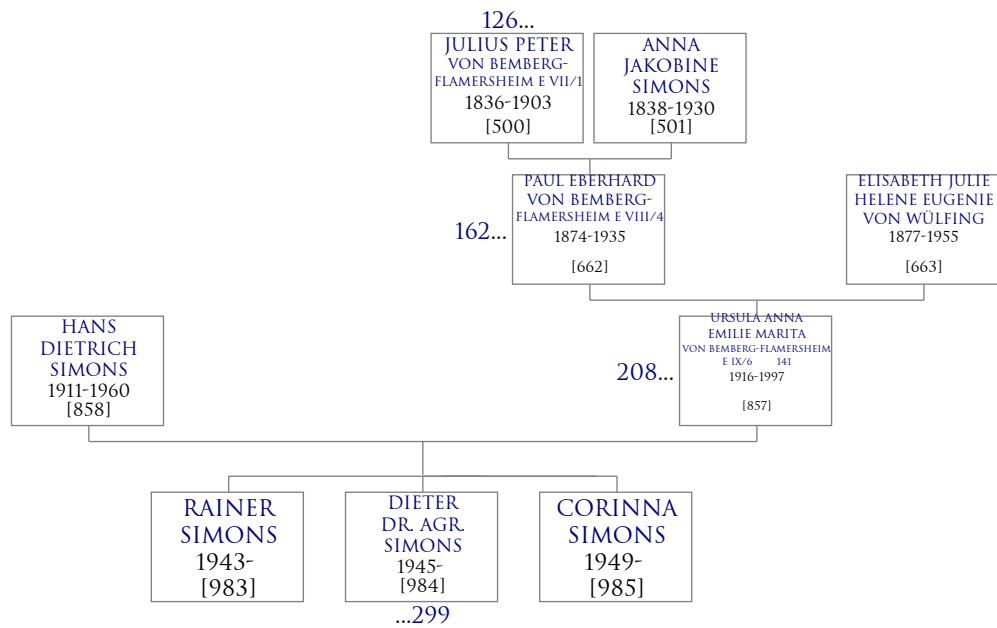 126...
JULIUS PETER
VON BEMBERG-
FLAMERSHEIM E VII/1
1836-1903
[500]
ANNA
JAKOBINE
SIMONS
1838-1930
[501]
162...
PAUL EBERHARD
VON BEMBERG-
FLAMERSHEIM E VIII/4
1874-1935
[662]
ELISABETH JULIE
HELENE EUGENIE
VON WÜLFING
1877-1955
[663]
HANS
DIETRICH
SIMONS
1911-1960
[858]
208...
URSULA ANNA
EMILIE MARITA
VON BEMBERG-FLAMERSHEIM
E IX/6 141
1916-1997
[857]
RAINER
SIMONS
1943-
[983]
DIETER
DR. AGR.
SIMONS
1945-
[984]
...299
CORINNA
SIMONS
1949-
[985]